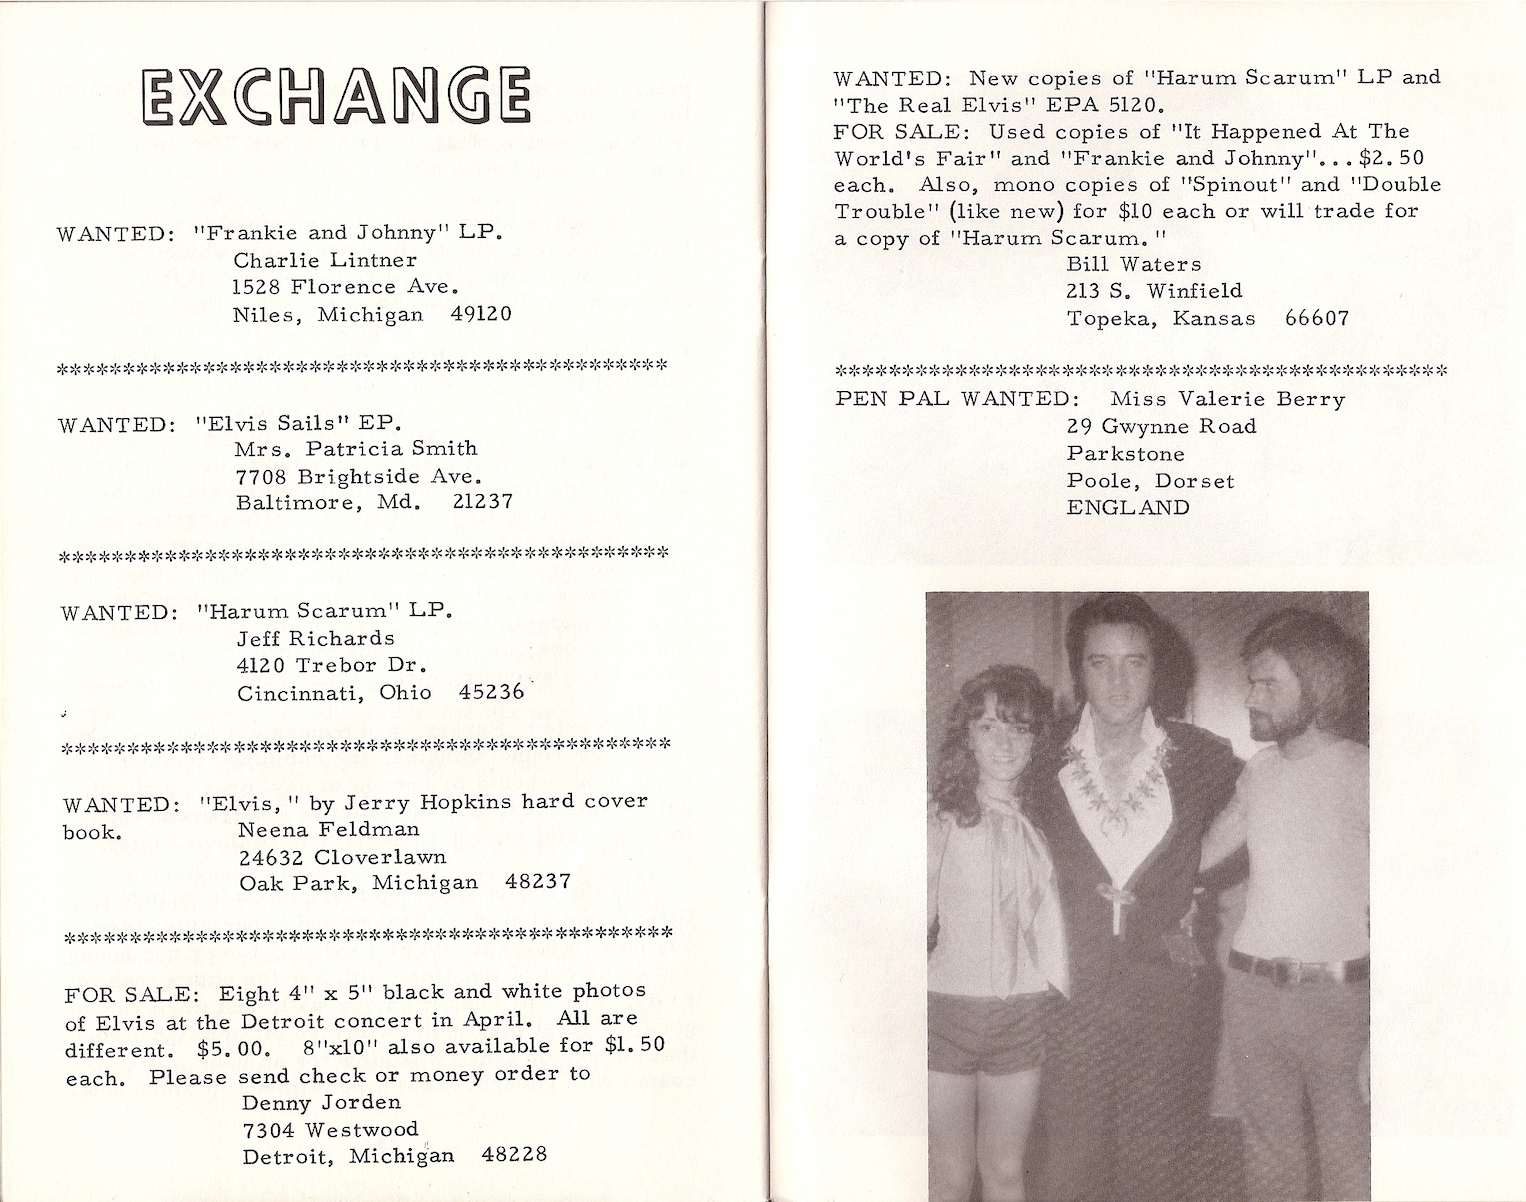 EXCHANGE
WANTED: "Frankie and Johnny" LP.
Charlie Lintner
1528 Florence Ave.
Niles, Michigan 49120
**********************************************
WANTED: "Elvis Sails" EP.
Mrs. Patricia Smith
7708 Brightside Ave.
Baltimore, Md. 21237
**********************************************
WANTED: "Harum Scarum" LP.
Jeff Richards
4120 Trebor Dr.
Cincinnati, Ohio 45236
**********************************************
WANTED: "Elvis," by Jerry Hopkins hard cover
book. Neena Feldman
24632 Cloverlawn
Oak Park, Michigan 48237
**********************************************
FOR SALE: Eight 4" x 5" black and white photos
of Elvis at the Detroit concert in April. All are
different. $5.00. 8"x10" also available for $1.50
each. Please send check or money order to
Denny Jorden
7304 Westwood
Detroit, Michigan 48228
WANTED: New copies of "Harum Scarum" LP and
"The Real Elvis" EPA 5120.
FOR SALE: Used copies of "It Happened At The
World's Fair" and "Frankie and Johnny"...$2.50
each. Also, mono copies of "Spinout" and "Double
Trouble" (like new) for $10 each or will trade for
a copy of "Harum Scarum."
Bill Waters
213 S. Winfield
Topeka, Kansas 66607
**********************************************
PEN PAL WANTED: Miss Valerie Berry
29 Gwynne Road
Parkstone
Poole, Dorset
ENGLAND